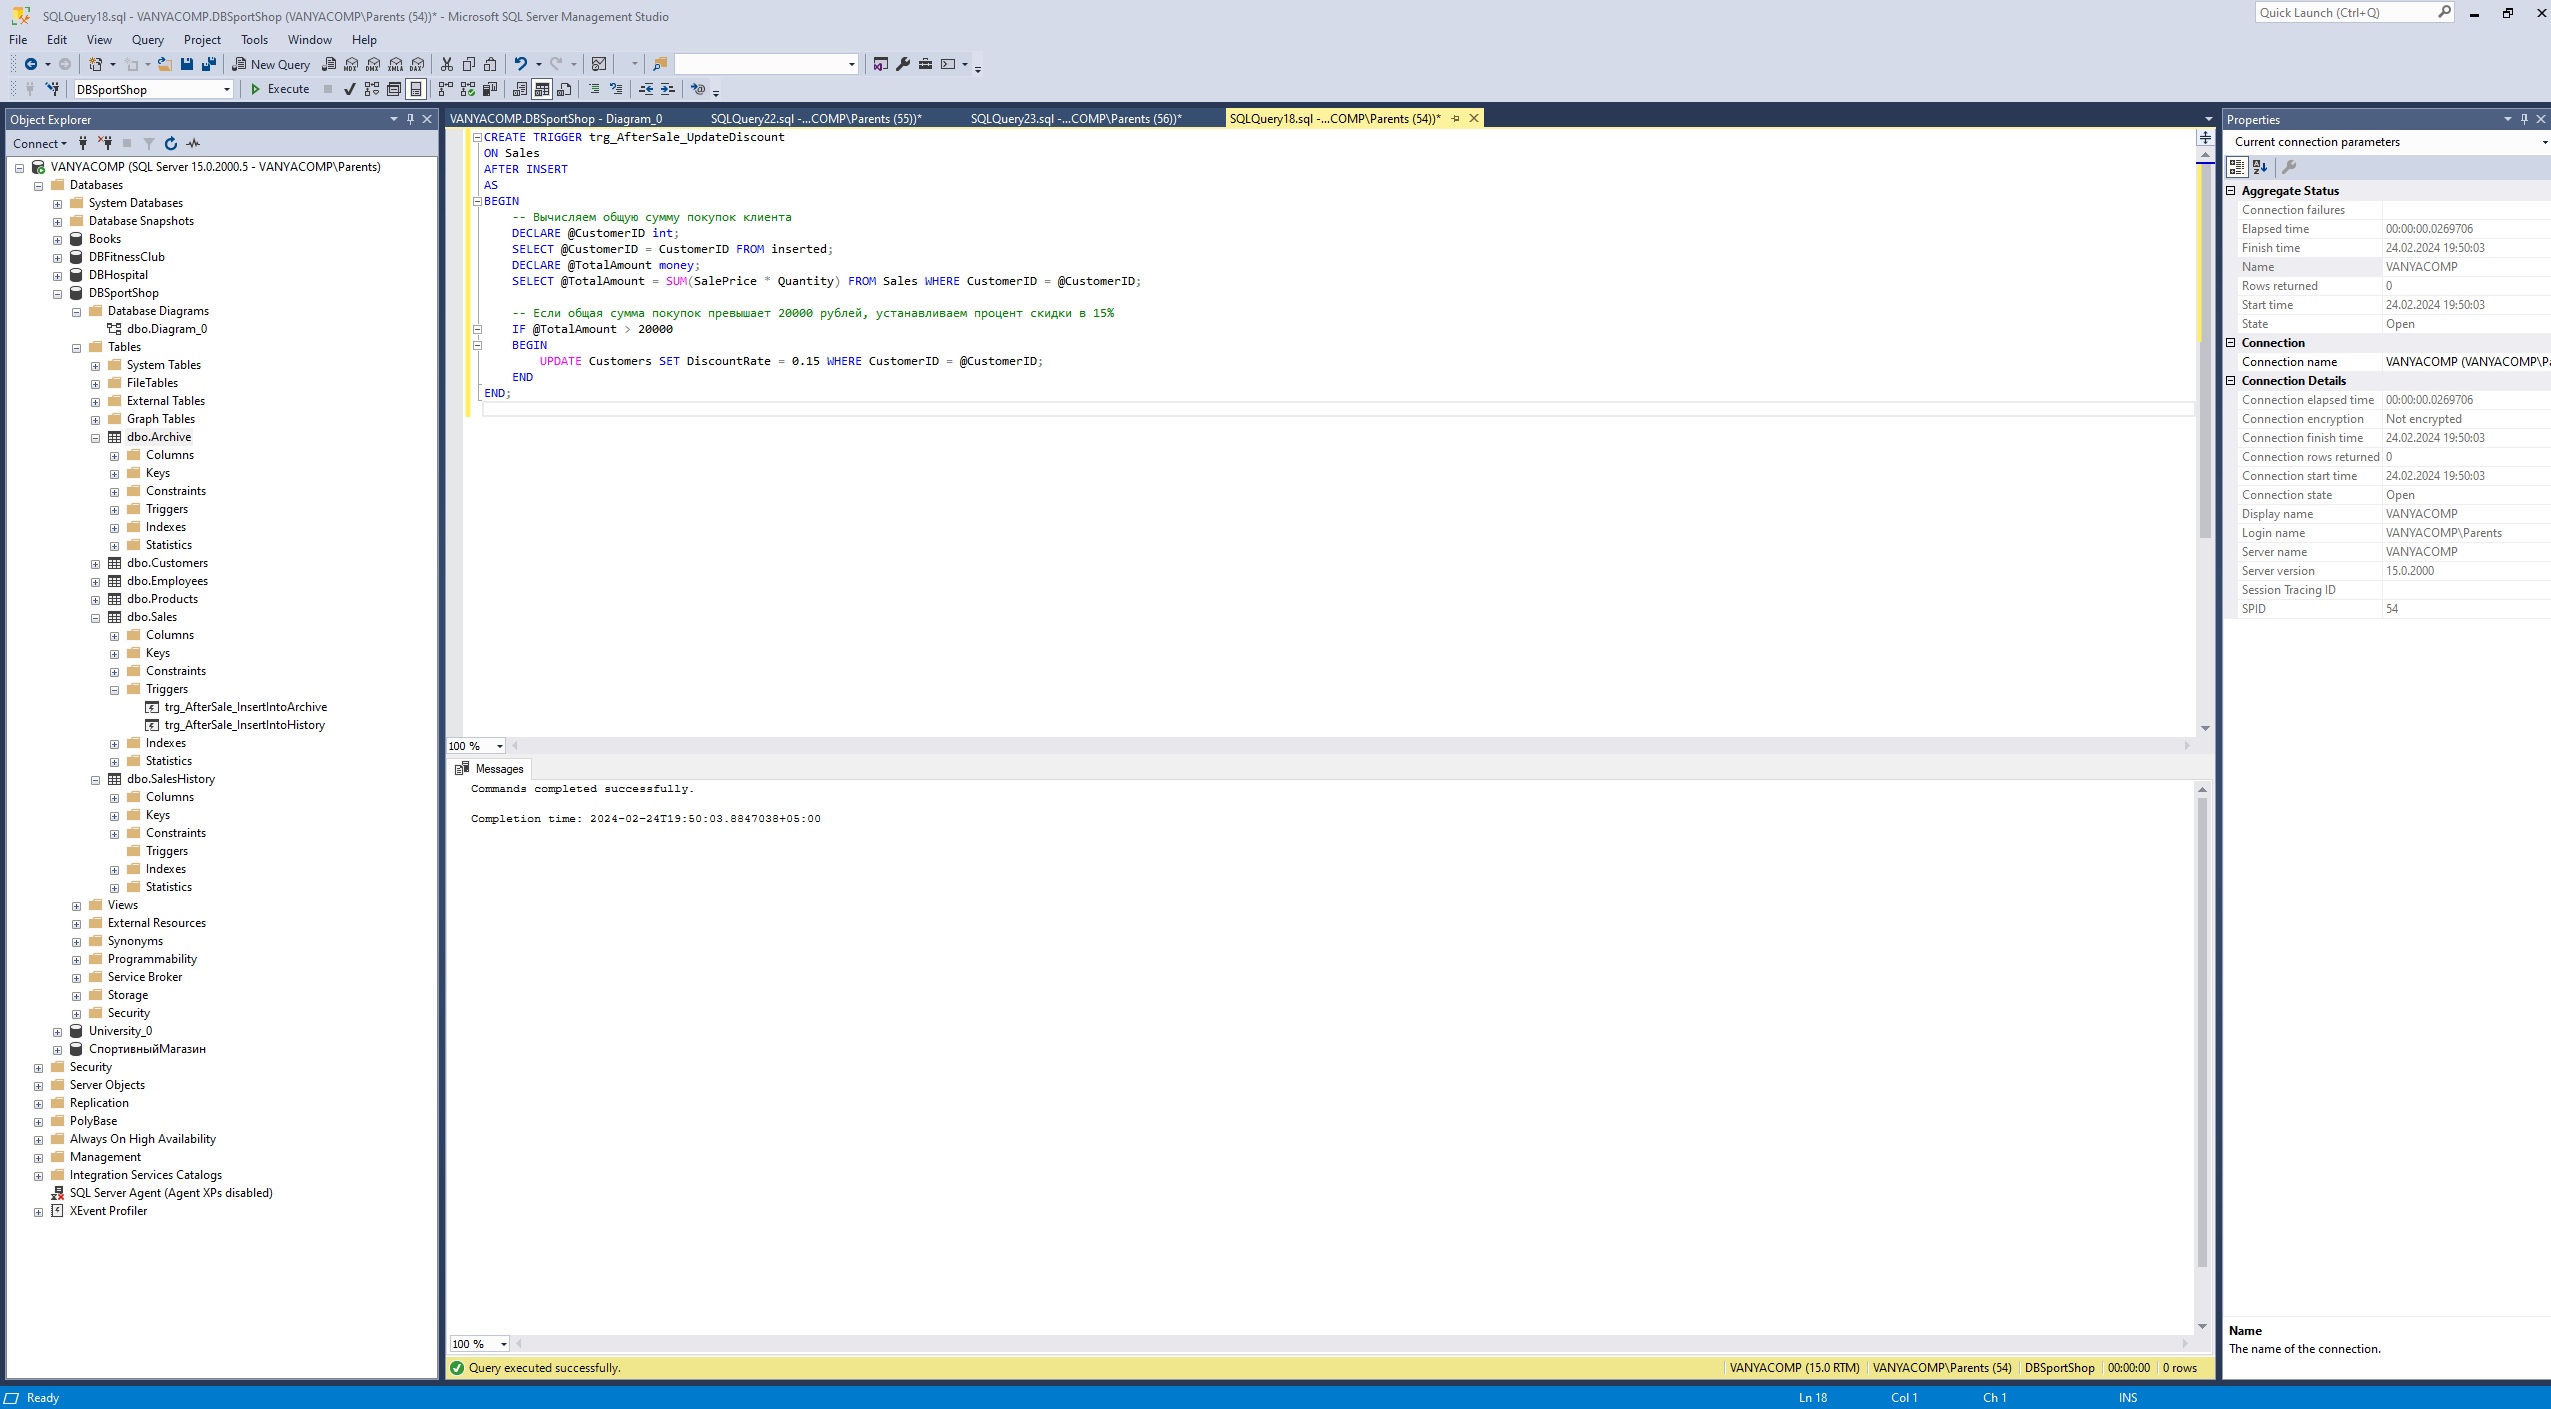 SQLQuery18.sql - VANYACOMP.DBSportShop (VANYACOMP\Parents (54))* - Microsoft SQL Server Management Studio
Quick Launch (Ctrl+Q)
File Edit View Query Project Tools Window Help
New Query
DBSportShop Execute
Object Explorer
Connect
VANYACOMP (SQL Server 15.0.2000.5 - VANYACOMP\Parents)
Databases
System Databases
Database Snapshots
Books
DBFitnessClub
DBHospital
DBSportShop
Database Diagrams
dbo.Diagram_0
Tables
System Tables
FileTables
External Tables
Graph Tables
dbo.Archive
Columns
Keys
Constraints
Triggers
Indexes
Statistics
dbo.Customers
dbo.Employees
dbo.Products
dbo.Sales
Columns
Keys
Constraints
Triggers
trg_AfterSale_InsertIntoArchive
trg_AfterSale_InsertIntoHistory
Indexes
Statistics
dbo.SalesHistory
Columns
Keys
Constraints
Triggers
Indexes
Statistics
Views
External Resources
Synonyms
Programmability
Service Broker
Storage
Security
University_0
СпортивныйМагазин
Security
Server Objects
Replication
PolyBase
Always On High Availability
Management
Integration Services Catalogs
SQL Server Agent (Agent XPs disabled)
XEvent Profiler
VANYACOMP.DBSportShop - Diagram_0 SQLQuery22.sql -...COMP\Parents (55))* SQLQuery23.sql -...COMP\Parents (56))* SQLQuery18.sql -...COMP\Parents (54))*
CREATE TRIGGER trg_AfterSale_UpdateDiscount
ON Sales
AFTER INSERT
AS
BEGIN
-- Вычисляем общую сумму покупок клиента
DECLARE @CustomerID int;
SELECT @CustomerID = CustomerID FROM inserted;
DECLARE @TotalAmount money;
SELECT @TotalAmount = SUM(SalePrice * Quantity) FROM Sales WHERE CustomerID = @CustomerID;
-- Если общая сумма покупок превышает 20000 рублей, устанавливаем процент скидки в 15%
IF @TotalAmount > 20000
BEGIN
UPDATE Customers SET DiscountRate = 0.15 WHERE CustomerID = @CustomerID;
END
END;
100 %
Messages
Commands completed successfully.
Completion time: 2024-02-24T19:50:03.8847038+05:00
100 %
Query executed successfully. VANYACOMP (15.0 RTM) VANYACOMP\Parents (54) DBSportShop 00:00:00 0 rows
Properties
Current connection parameters
Aggregate Status
Connection failures
Elapsed time 00:00:00.0269706
Finish time 24.02.2024 19:50:03
Name VANYACOMP
Rows returned 0
Start time 24.02.2024 19:50:03
State Open
Connection
Connection name VANYACOMP (VANYACOMP\P
Connection Details
Connection elapsed time 00:00:00.0269706
Connection encryption Not encrypted
Connection finish time 24.02.2024 19:50:03
Connection rows returned 0
Connection start time 24.02.2024 19:50:03
Connection state Open
Display name VANYACOMP
Login name VANYACOMP\Parents
Server name VANYACOMP
Server version 15.0.2000
Session Tracing ID
SPID 54
Name
The name of the connection.
Ready Ln 18 Col 1 Ch 1 INS